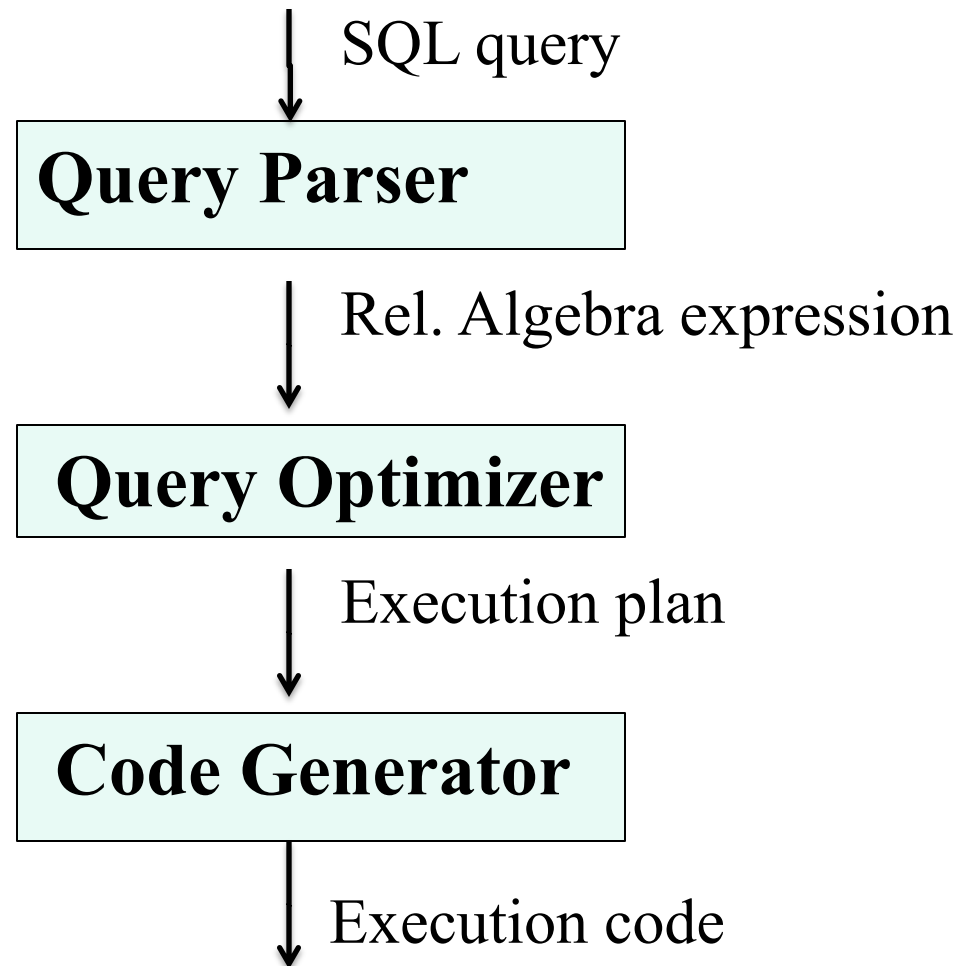 SQL query
Query Parser
Rel. Algebra expression
Query Optimizer
Execution plan
Code Generator
Execution code